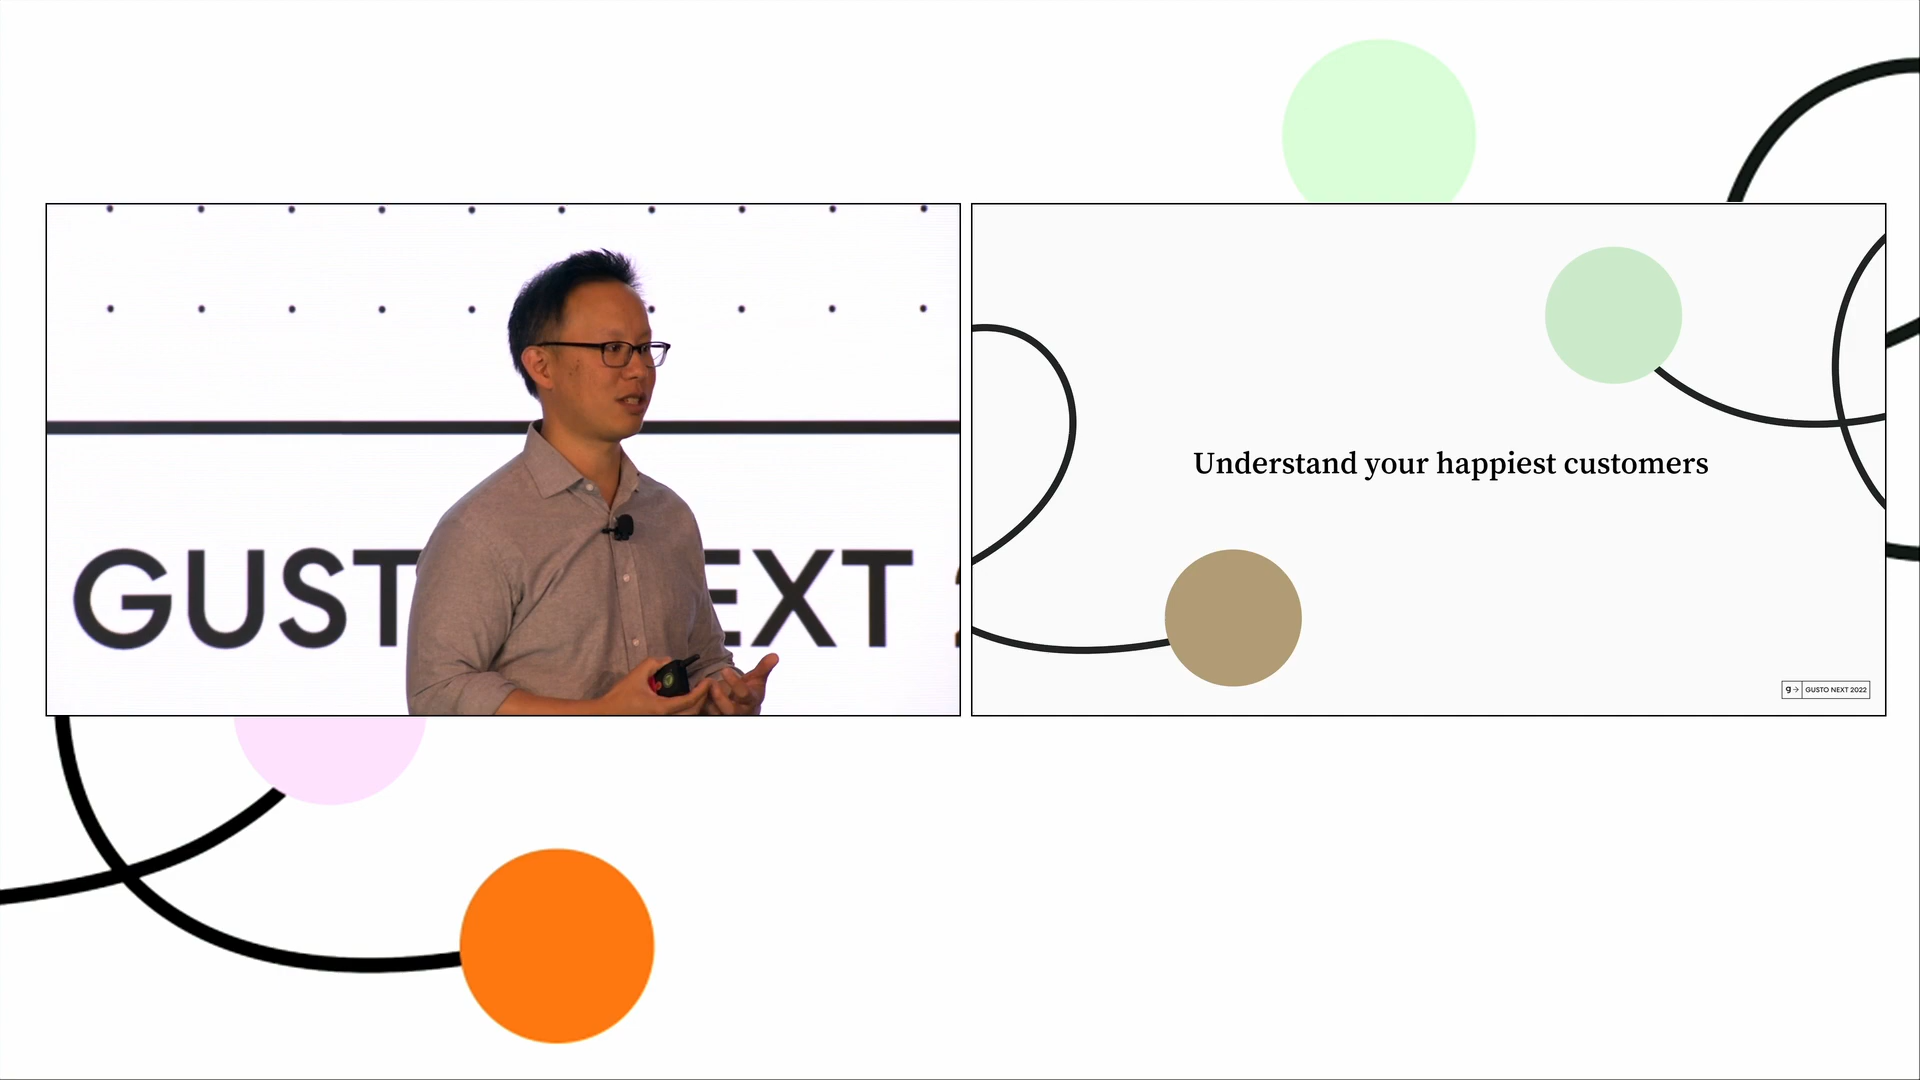 GUST EXT
Understand your happiest customers
g→ GUSTO NEXT 2022